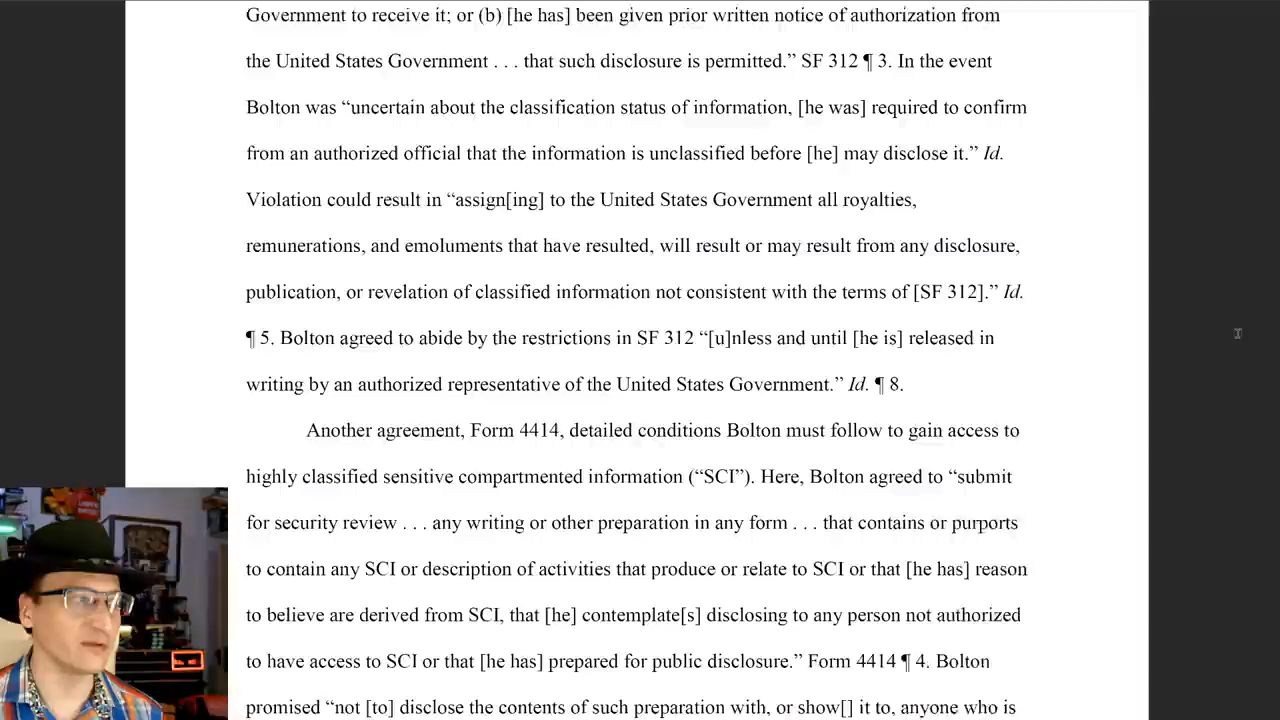 Government to receive it; or (b) [he has] been given prior written notice of authorization from
the United States Government . . . that such disclosure is permitted.” SF 312 ¶ 3. In the event
Bolton was “uncertain about the classification status of information, [he was] required to confirm
from an authorized official that the information is unclassified before [he] may disclose it.” Id.
Violation could result in “assign[ing] to the United States Government all royalties,
remunerations, and emoluments that have resulted, will result or may result from any disclosure,
publication, or revelation of classified information not consistent with the terms of [SF 312].” Id.
¶ 5. Bolton agreed to abide by the restrictions in SF 312 “[u]nless and until [he is] released in
writing by an authorized representative of the United States Government.” Id. ¶ 8.
Another agreement, Form 4414, detailed conditions Bolton must follow to gain access to
highly classified sensitive compartmented information (“SCI”). Here, Bolton agreed to “submit
for security review . . . any writing or other preparation in any form . . . that contains or purports
to contain any SCI or description of activities that produce or relate to SCI or that [he has] reason
to believe are derived from SCI, that [he] contemplate[s] disclosing to any person not authorized
to have access to SCI or that [he has] prepared for public disclosure.” Form 4414 ¶ 4. Bolton
promised “not [to] disclose the contents of such preparation with, or show[] it to, anyone who is